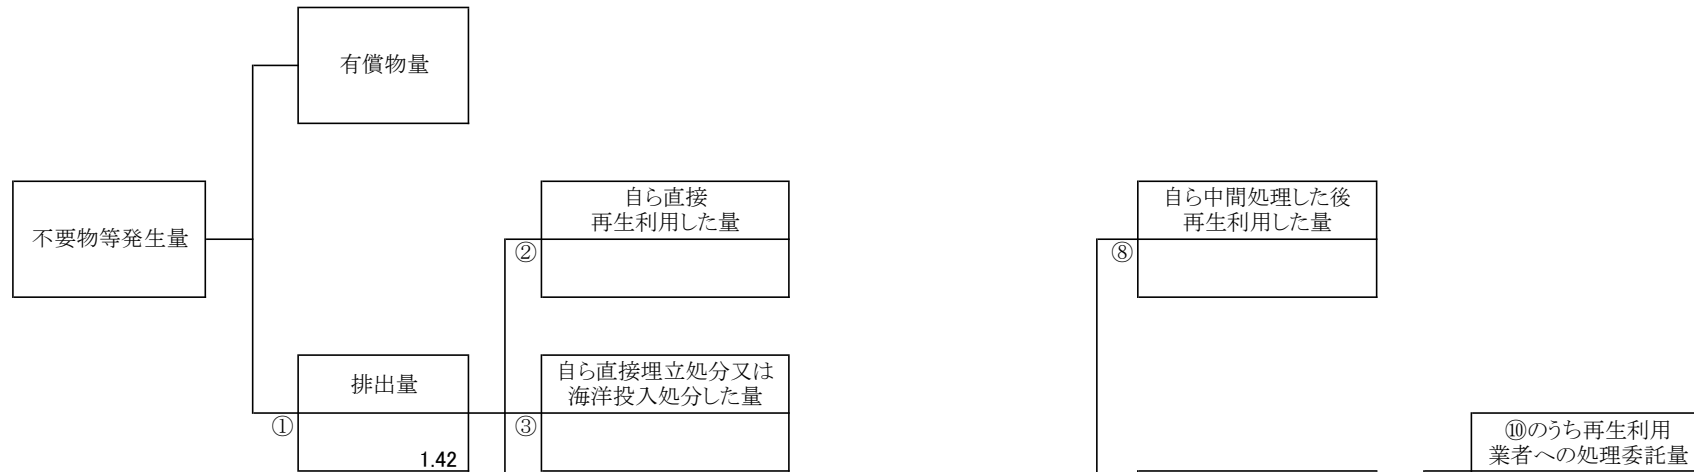 有償物量
不要物等発生量
自ら直接
再生利用した量
②
自ら中間処理した後
再生利用した量
⑧
排出量
①
1.42
自ら直接埋立処分又は
海洋投入処分した量
③
⑩のうち再生利用
業者への処理委託量